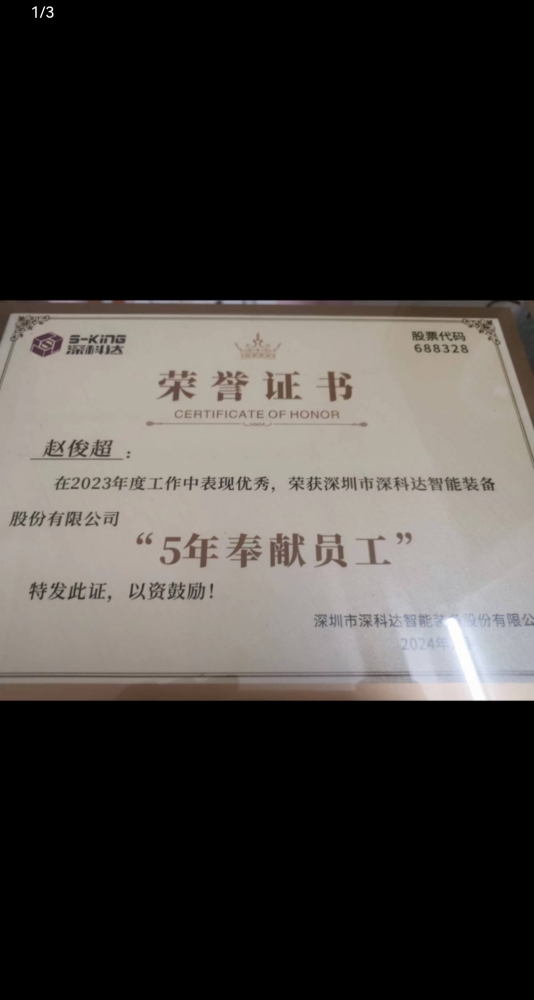 1/3
S-KING
深科达
股票代码
688328
荣誉证书
CERTIFICATE OF HONOR
赵俊超：
在2023年度工作中表现优秀，荣获深圳市深科达智能装备
股份有限公司
“5年奉献员工”
特发此证，以资鼓励！
深圳市深科达智能装备股份有限公
2024年